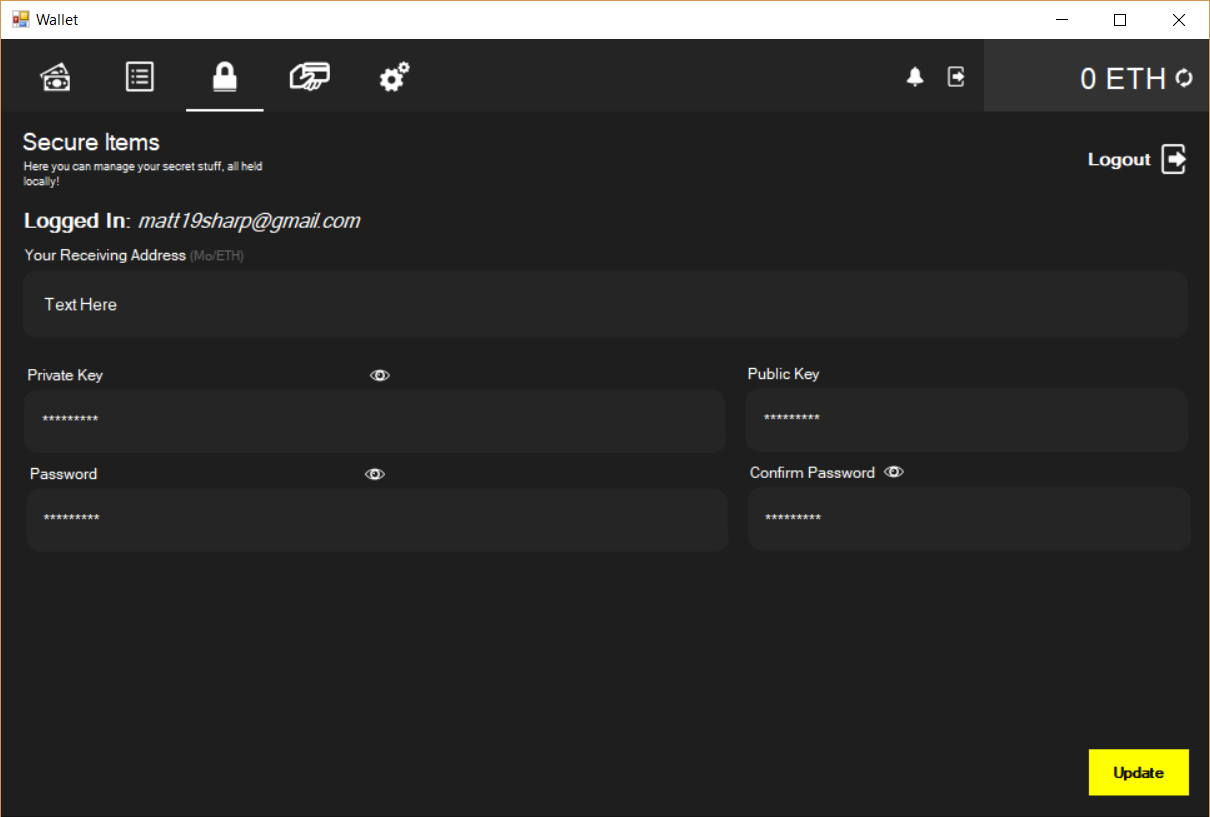 Wallet
0 ETH
Secure Items
Here you can manage your secret stuff, all held
locally!
Logout
Logged In: matt19sharp@gmail.com
Your Receiving Address (Mo/ETH)
Text Here
Private Key
Public Key
*********
*********
Password
Confirm Password
*********
*********
Update